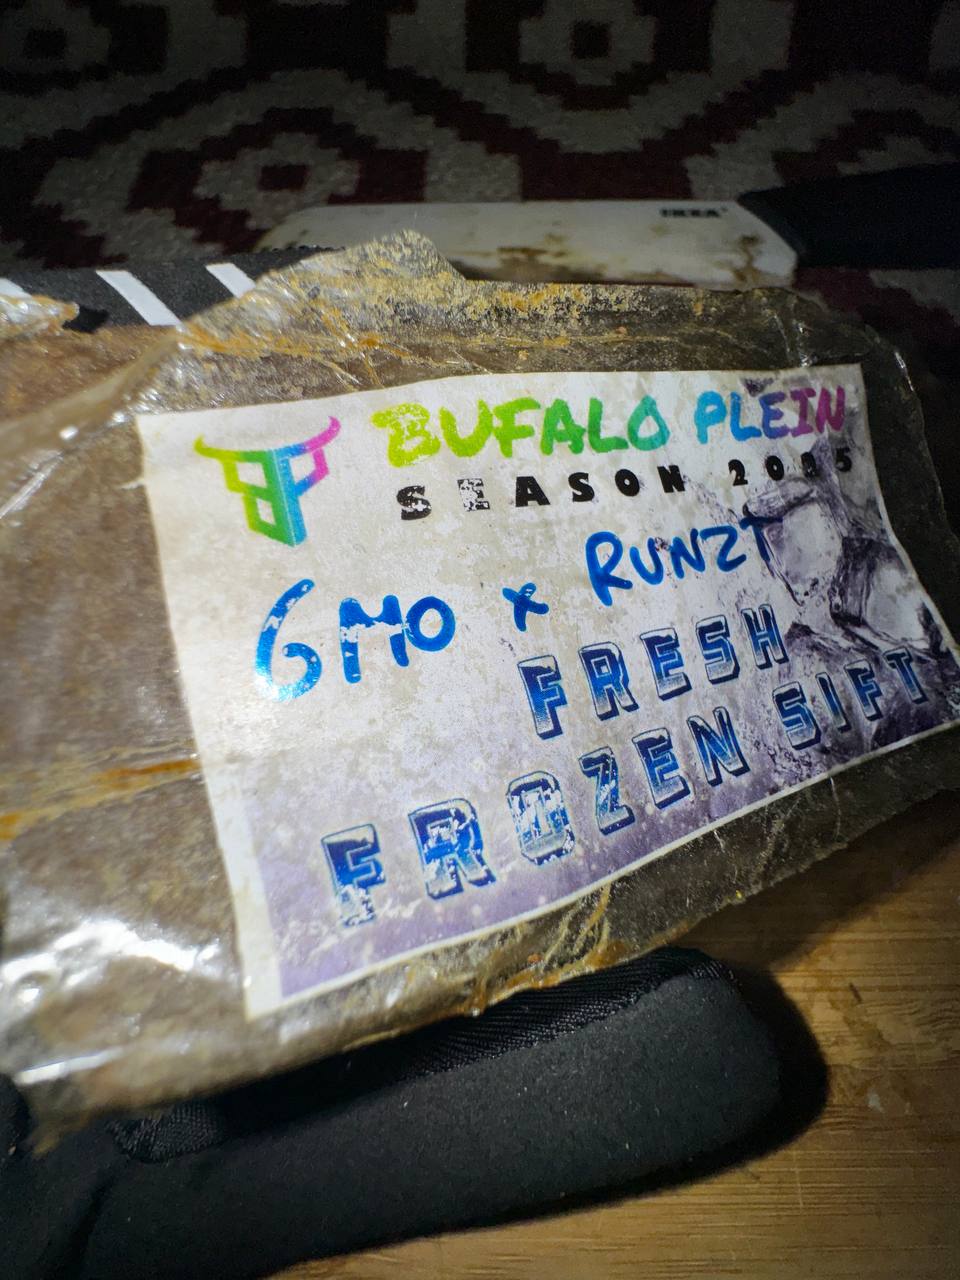 IKEA
BUFALO PLEIN
SEASON 2025
GMO x RUNZT
FRESH
FROZEN SIFT